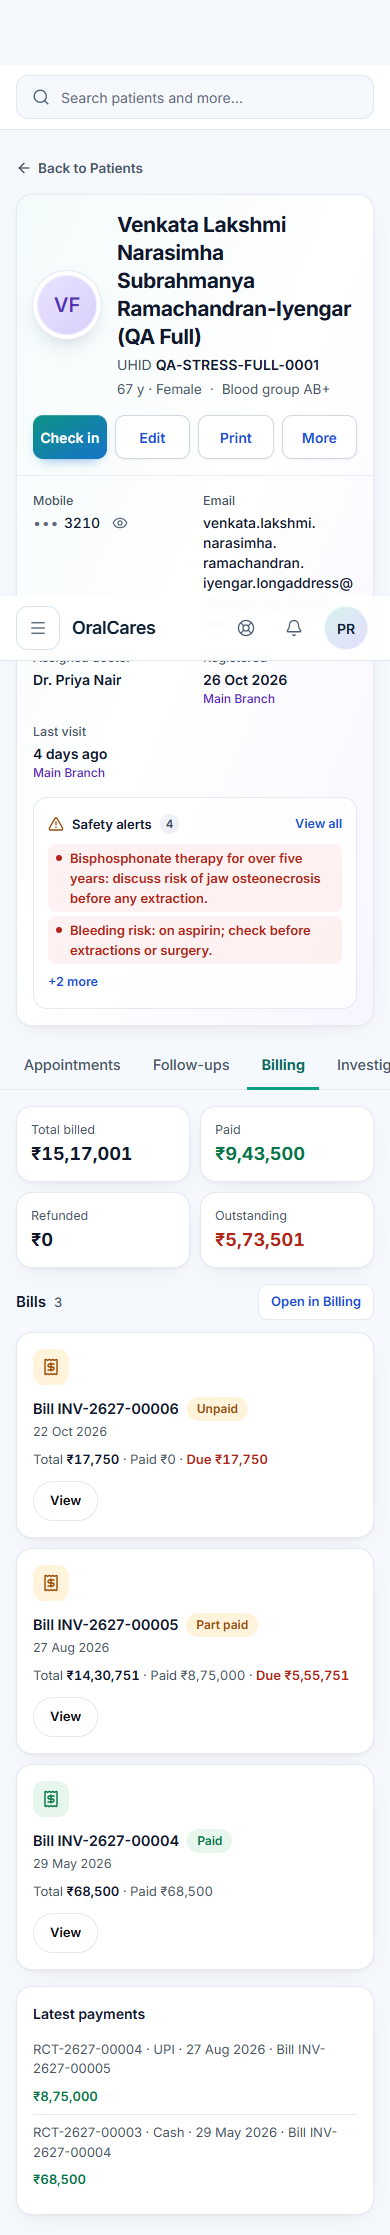 Search patients and more...
Back to Patients
VF
Venkata Lakshmi
Narasimha
Subrahmanya
Ramachandran-Iyengar
(QA Full)
UHID QA-STRESS-FULL-0001
67 y · Female · Blood group AB+
Check in
Edit
Print
More
Mobile
••• 3210
Email
venkata.lakshmi.
narasimha.
ramachandran.
iyengar.longaddress@
OralCares
PR
Dr. Priya Nair
26 Oct 2026
Main Branch
Last visit
4 days ago
Main Branch
Safety alerts 4
View all
Bisphosphonate therapy for over five
years: discuss risk of jaw osteonecrosis
before any extraction.
Bleeding risk: on aspirin; check before
extractions or surgery.
+2 more
Appointments
Follow-ups
Billing
Investig
Total billed
₹15,17,001
Paid
₹9,43,500
Refunded
₹0
Outstanding
₹5,73,501
Bills 3
Open in Billing
Bill INV-2627-00006 Unpaid
22 Oct 2026
Total ₹17,750 · Paid ₹0 · Due ₹17,750
View
Bill INV-2627-00005 Part paid
27 Aug 2026
Total ₹14,30,751 · Paid ₹8,75,000 · Due ₹5,55,751
View
Bill INV-2627-00004 Paid
29 May 2026
Total ₹68,500 · Paid ₹68,500
View
Latest payments
RCT-2627-00004 · UPI · 27 Aug 2026 · Bill INV-
2627-00005
₹8,75,000
RCT-2627-00003 · Cash · 29 May 2026 · Bill INV-
2627-00004
₹68,500